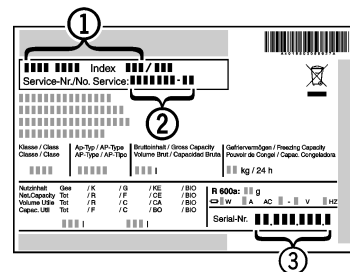 1
Index /
Service-Nr./No. Service: -
2
Klasse / Class
Classe / Clase
Ap-Typ / AP-Type
AP-Type / AP-Tipo
Bruttoinhalt / Gross Capacity
Volume Brut / Capacidad Bruta
Gefriervermögen / Freezing Capacity
Pouvoir de Congel / Capac. Congeladora
l
kg / 24 h
Nutzinhalt Ges / K / G / KE / BIO
Net.Capacity Tot / R / F / CE / BIO
Volume Utile Tot / R / C / CA / BIO
Capac. Util Tot / F / C / BO / BIO
l l
R 600a: g
W A AC - V HZ
Serial-Nr.
3